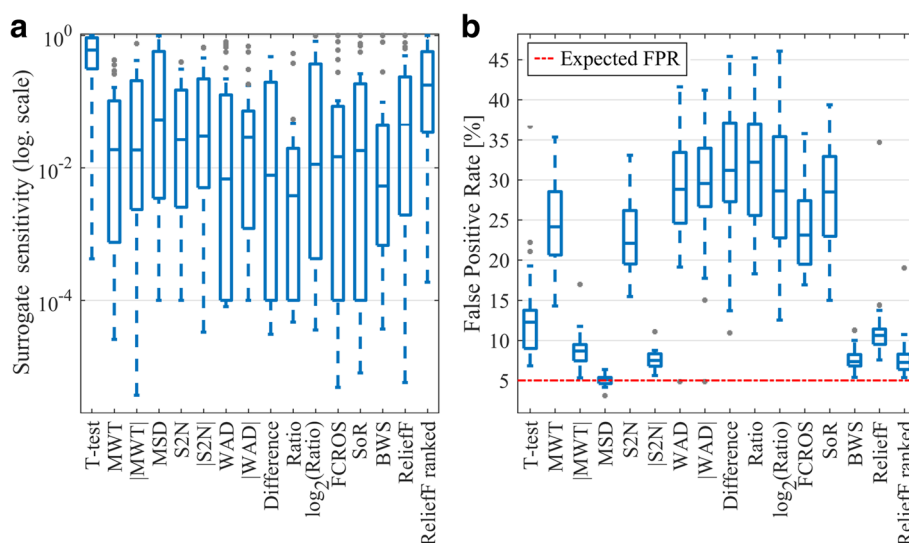 a
Surrogate sensitivity (log. scale)
10^0
10^-2
10^-4
T-test
MWT
|MWT|
MSD
S2N
|S2N|
WAD
|WAD|
Difference
Ratio
log2(Ratio)
FCROS
SoR
BWS
ReliefF
ReliefF ranked
b
Expected FPR
False Positive Rate [%]
45
40
35
30
25
20
15
10
5
T-test
MWT
|MWT|
MSD
S2N
|S2N|
WAD
|WAD|
Difference
Ratio
log2(Ratio)
FCROS
SoR
BWS
ReliefF
ReliefF ranked